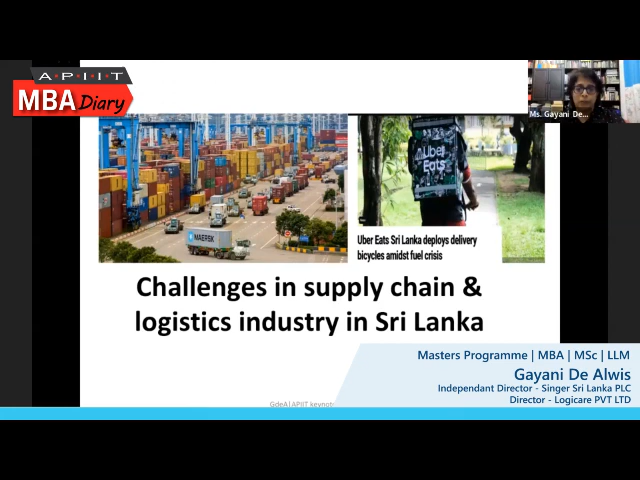 A·P·I·I·T
MBA Diary
Ms. Gayani De...
MAERSK
Uber
Eats
Uber Eats Sri Lanka deploys delivery
bicycles amidst fuel crisis
Challenges in supply chain &
logistics industry in Sri Lanka
Masters Programme | MBA | MSc | LLM
Gayani De Alwis
Independant Director - Singer Sri Lanka PLC
Director - Logicare PVT LTD
GdeA|APIIT keynote